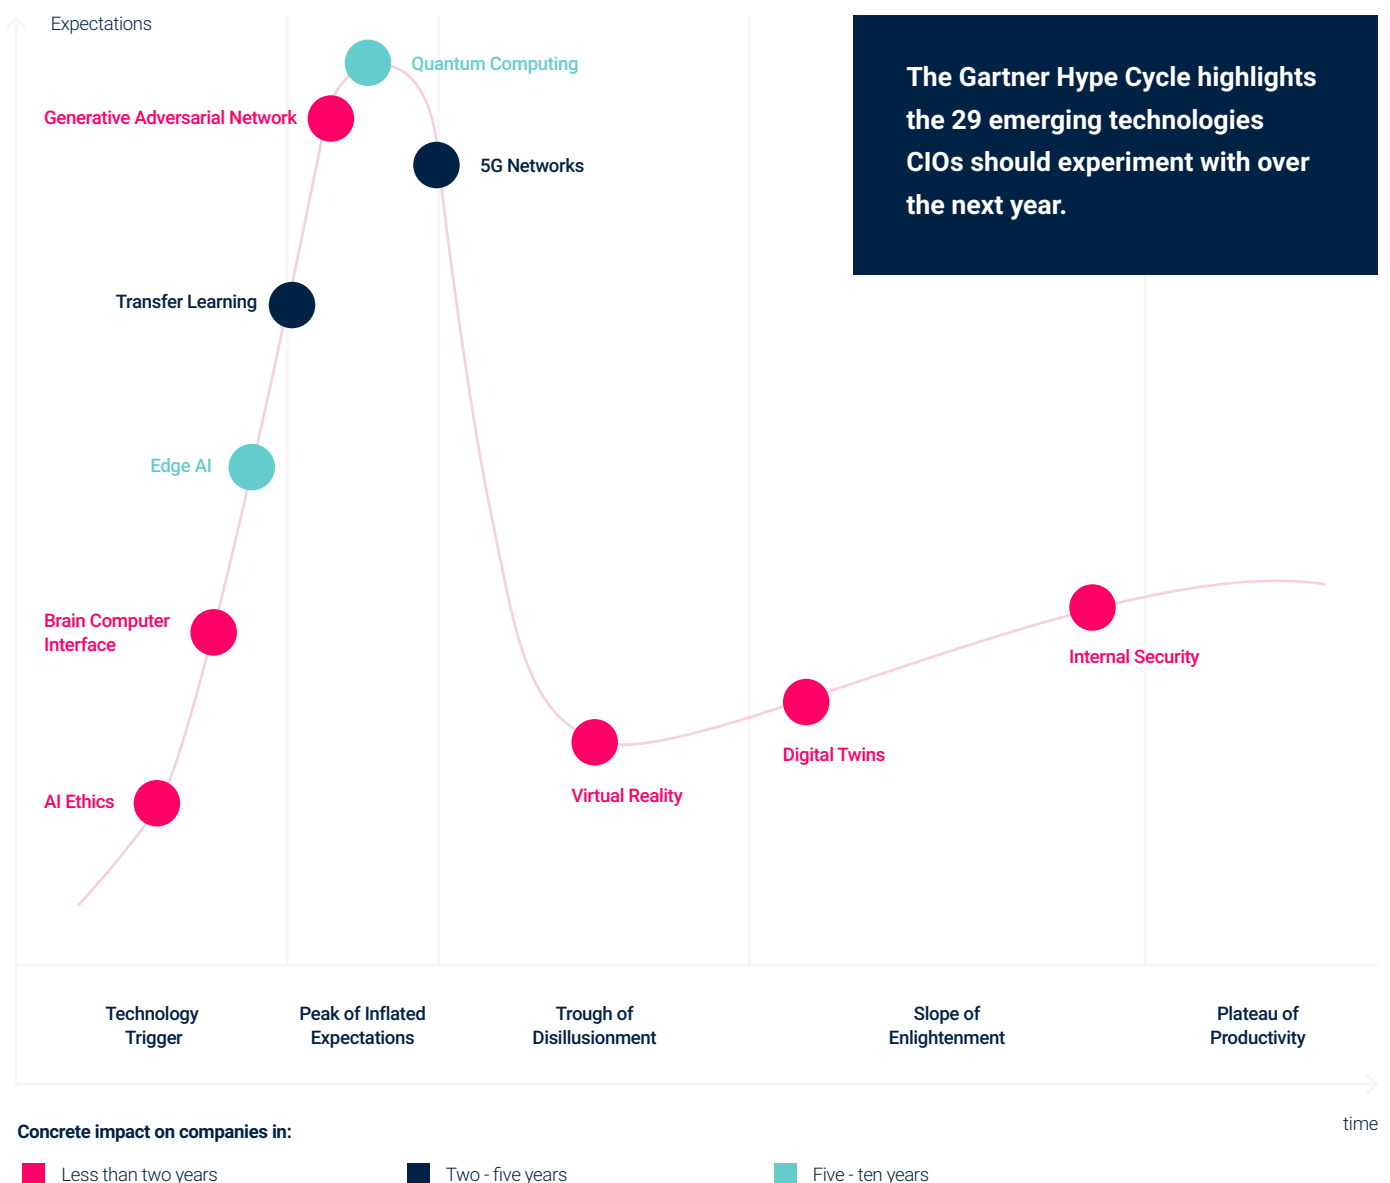 Expectations
The Gartner Hype Cycle highlights
the 29 emerging technologies
CIOs should experiment with over
the next year.
Quantum Computing
Generative Adversarial Network
5G Networks
Transfer Learning
Edge AI
Brain Computer
Interface
Internal Security
Digital Twins
Virtual Reality
AI Ethics
Technology
Trigger
Peak of Inflated
Expectations
Trough of
Disillusionment
Slope of
Enlightenment
Plateau of
Productivity
time
Concrete impact on companies in:
Less than two years
Two - five years
Five - ten years